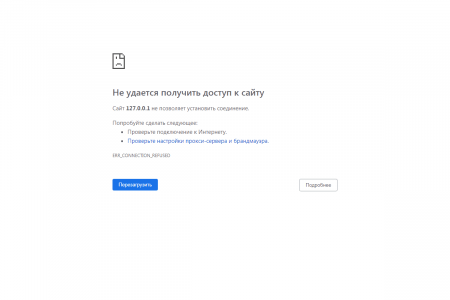 Не удается получить доступ к сайту
Сайт 127.0.0.1 не позволяет установить соединение.
Попробуйте сделать следующее:
• Проверьте подключение к Интернету.
• Проверьте настройки прокси-сервера и брандмауэра.
ERR_CONNECTION_REFUSED
Перезагрузить
Подробнее